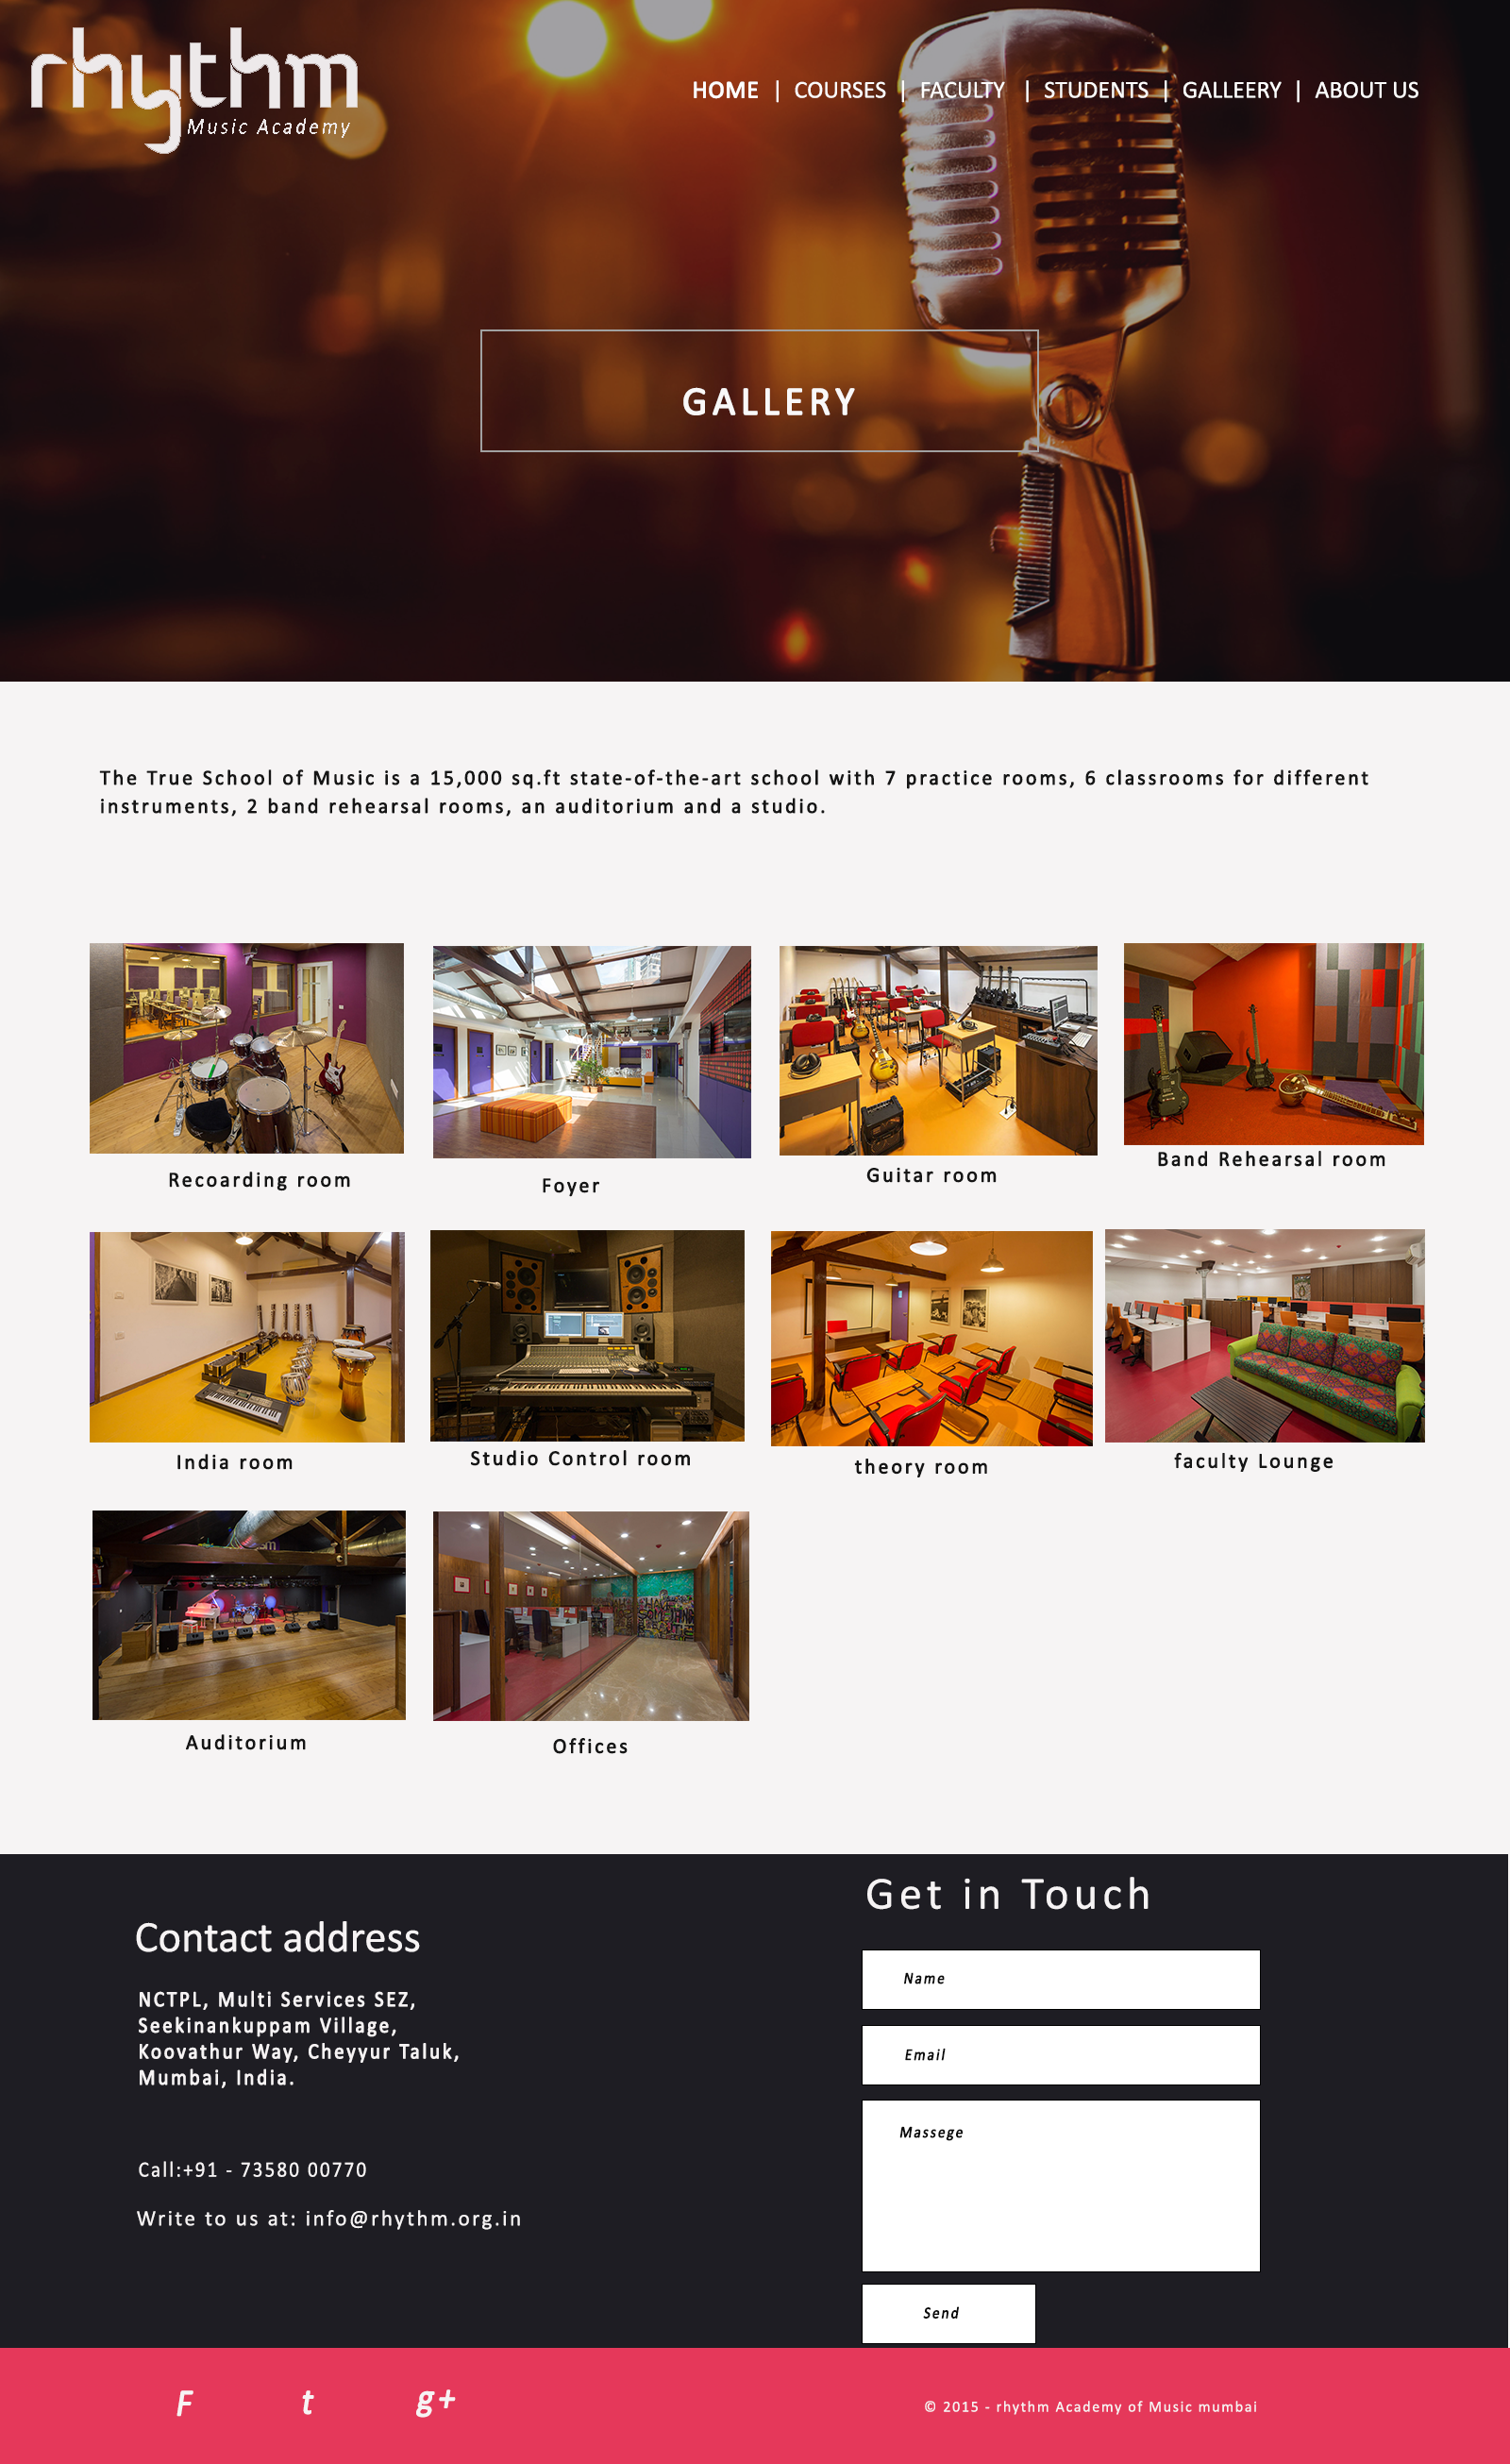 rhythm
Music Academy
HOME | COURSES | FACULTY | STUDENTS | GALLEERY | ABOUT US
GALLERY
The True School of Music is a 15,000 sq.ft state-of-the-art school with 7 practice rooms, 6 classrooms for different
instruments, 2 band rehearsal rooms, an auditorium and a studio.
Recoarding room
Foyer
Guitar room
Band Rehearsal room
India room
Studio Control room
theory room
faculty Lounge
Auditorium
Offices
Contact address
NCTPL, Multi Services SEZ,
Seekinankuppam Village,
Koovathur Way, Cheyyur Taluk,
Mumbai, India.
Call:+91 - 73580 00770
Write to us at: info@rhythm.org.in
Get in Touch
Name
Email
Massege
Send
F t g+
© 2015 - rhythm Academy of Music mumbai